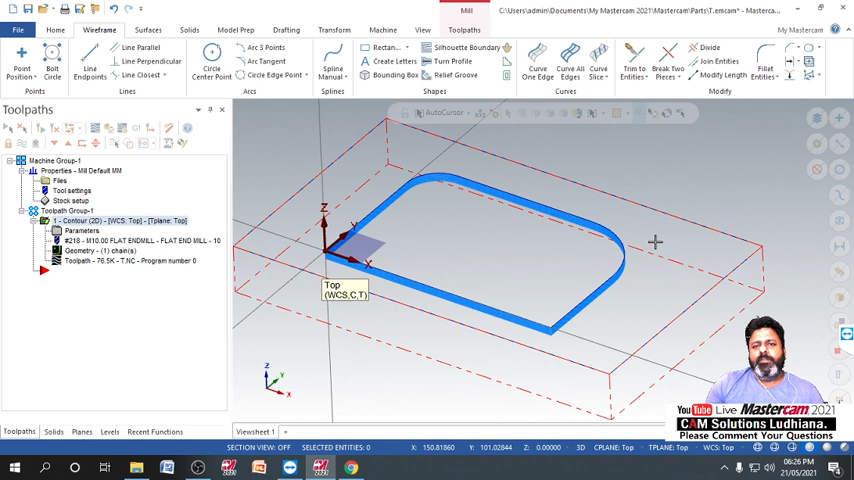 Mill
C:\Users\admin\Documents\My Mastercam 2021\Mastercam\Parts\T.emcam* - Masterca...
File
Home
Wireframe
Surfaces
Solids
Model Prep
Drafting
Transform
Machine
View
Toolpaths
My Mastercam
Point Position
Bolt Circle
Points
Line Endpoints
Line Parallel
Line Perpendicular
Line Closest
Lines
Circle Center Point
Arc 3 Points
Arc Tangent
Circle Edge Point
Arcs
Spline Manual
Splines
Rectan...
Create Letters
Bounding Box
Silhouette Boundary
Turn Profile
Relief Groove
Shapes
Curve One Edge
Curve All Edges
Curve Slice
Curves
Trim to Entities
Break Two Pieces
Divide
Join Entities
Modify Length
Fillet Entities
Modify
Toolpaths
AutoCursor
Machine Group-1
Properties - Mill Default MM
Files
Tool settings
Stock setup
Toolpath Group-1
1 - Contour (2D) - [WCS: Top] - [Tplane: Top]
Parameters
#218 - M10.00 FLAT ENDMILL - FLAT END MILL - 10
Geometry - (1) chain(s)
Toolpath - 76.5K - T.NC - Program number 0
Z
Y
X
Top
(WCS,C,T)
Z
Y
X
YouTube Live Mastercam 2021
CAM Solutions Ludhiana.
Please Comment Your Questions
Toolpaths
Solids
Planes
Levels
Recent Functions
Viewsheet 1
+
SECTION VIEW: OFF
SELECTED ENTITIES: 0
X: 150.81860
Y: 101.02844
Z: 0.00000
3D
CPLANE: Top
TPLANE: Top
WCS: Top
06:26 PM
21/05/2021
4